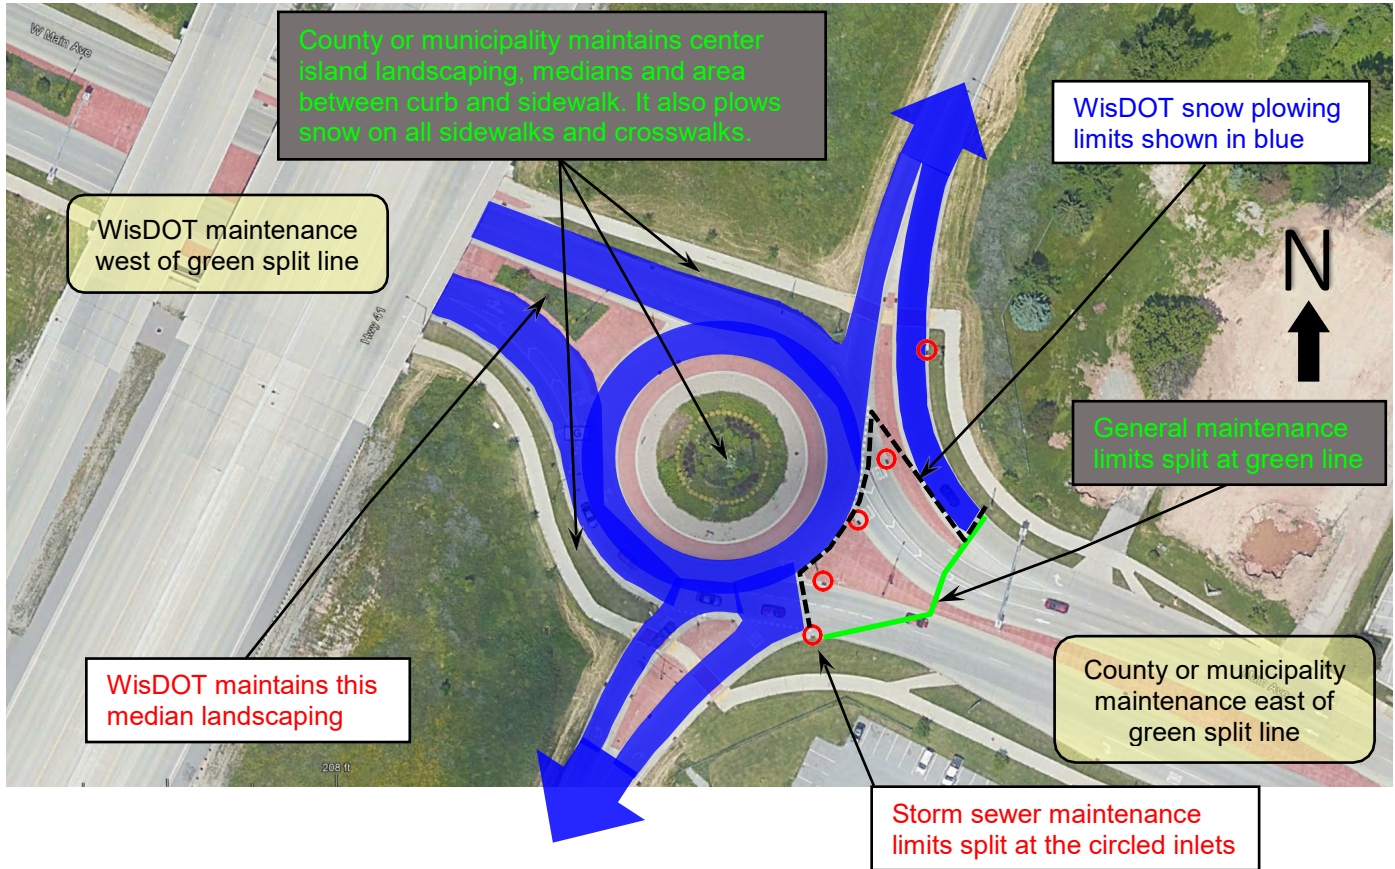 W Main Ave
County or municipality maintains center
island landscaping, medians and area
between curb and sidewalk. It also plows
snow on all sidewalks and crosswalks.
WisDOT snow plowing
limits shown in blue
WisDOT maintenance
west of green split line
N
Hwy 41
General maintenance
limits split at green line
County or municipality
maintenance east of
green split line
WisDOT maintains this
median landscaping
208 ft
Storm sewer maintenance
limits split at the circled inlets